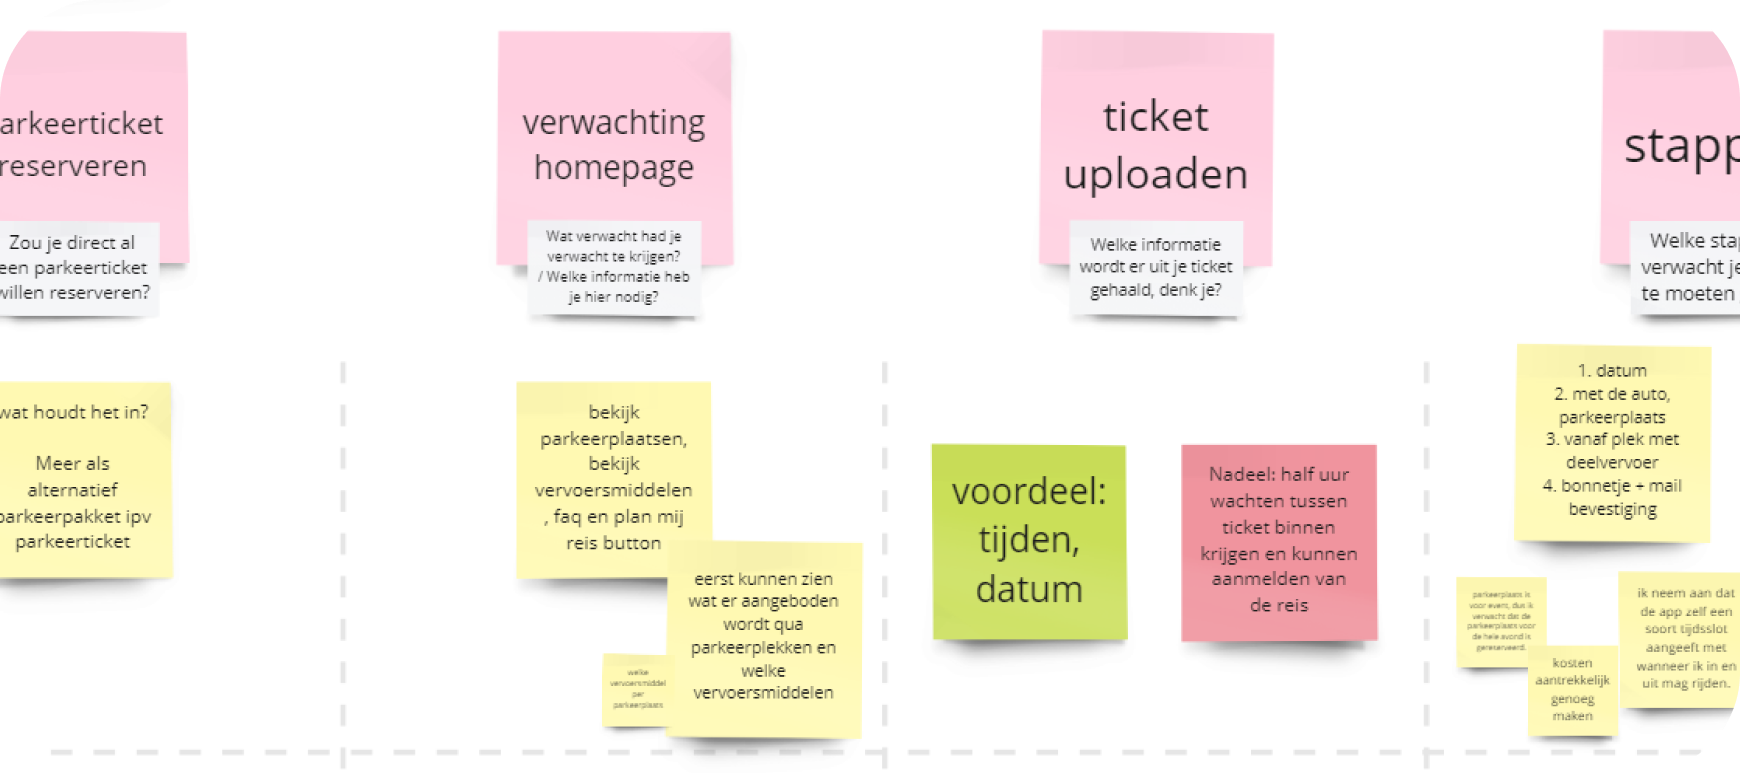 arkeerticket
reserveren
Zou je direct al
een parkeerticket
willen reserveren?
wat houdt het in?
Meer als
alternatief
parkeerpakket ipv
parkeerticket
verwachting
homepage
Wat verwacht had je
verwacht te krijgen?
/ Welke informatie heb
je hier nodig?
bekijk
parkeerplaatsen,
bekijk
vervoersmiddelen
, faq en plan mij
reis button
eerst kunnen zien
wat er aangeboden
wordt qua
parkeerplekken en
welke
vervoersmiddelen
welke
vervoersmiddel
per
parkeerplaats
ticket
uploaden
Welke informatie
wordt er uit je ticket
gehaald, denk je?
voordeel:
tijden,
datum
Nadeel: half uur
wachten tussen
ticket binnen
krijgen en kunnen
aanmelden van
de reis
stapp
Welke stap
verwacht je
te moeten
1. datum
2. met de auto,
parkeerplaats
3. vanaf plek met
deelvervoer
4. bonnetje + mail
bevestiging
parkeerplaats is
voor event, dus ik
verwacht dat de
parkeerplaats voor
de hele avond is
gereserveerd.
kosten
aantrekkelijk
genoeg
maken
ik neem aan dat
de app zelf een
soort tijdsslot
aangeeft met
wanneer ik in en
uit mag rijden.